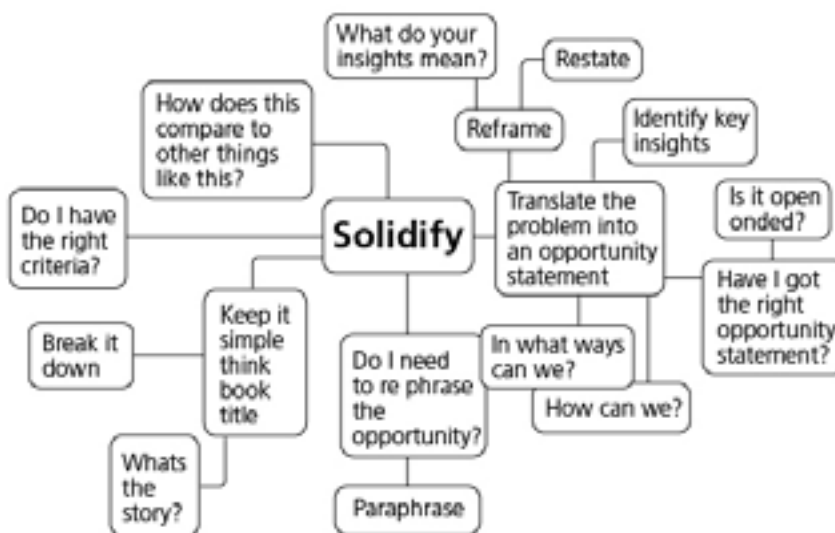 What do your
insights mean?
Restate
How does this
compare to
other things
like this?
Reframe
Identify key
insights
Do I have
the right
criteria?
Solidify
Translate the
problem into
an opportunity
statement
Is it open
onded?
Have I got
the right
opportunity
statement?
Keep it
simple
think
book
title
Break it
down
Do I need
to re phrase
the
opportunity?
In what ways
can we?
How can we?
Whats
the
story?
Paraphrase